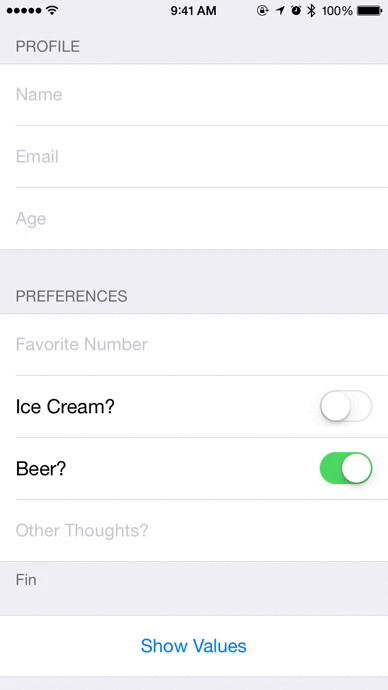 9:41 AM 100%
PROFILE
Name
Email
Age
PREFERENCES
Favorite Number
Ice Cream?
Beer?
Other Thoughts?
Fin
Show Values